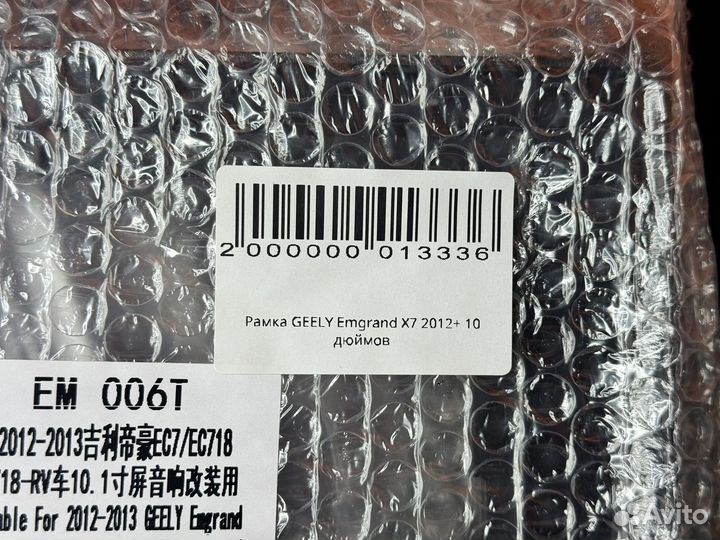 2 000000 013336
Рамка GEELY Emgrand X7 2012+ 10
дюймов
EM 006T
2012-2013吉利帝豪EC7/EC718
718-RV车10.1寸屏音响改装用
For 2012-2013 GEELY Emgrand
Avito